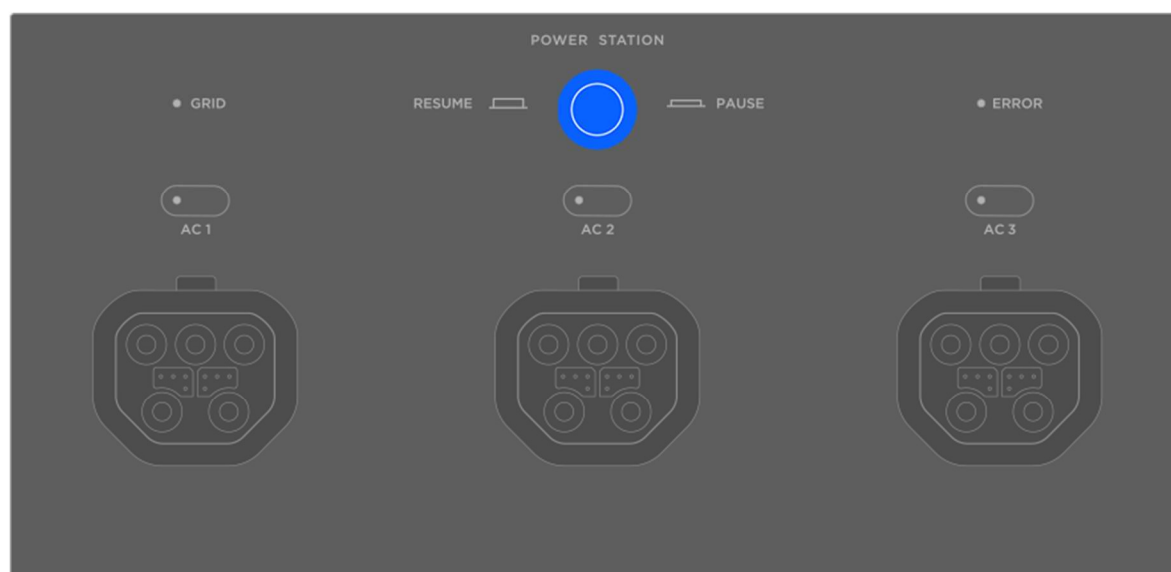 POWER STATION
GRID
RESUME
PAUSE
ERROR
AC 1
AC 2
AC 3